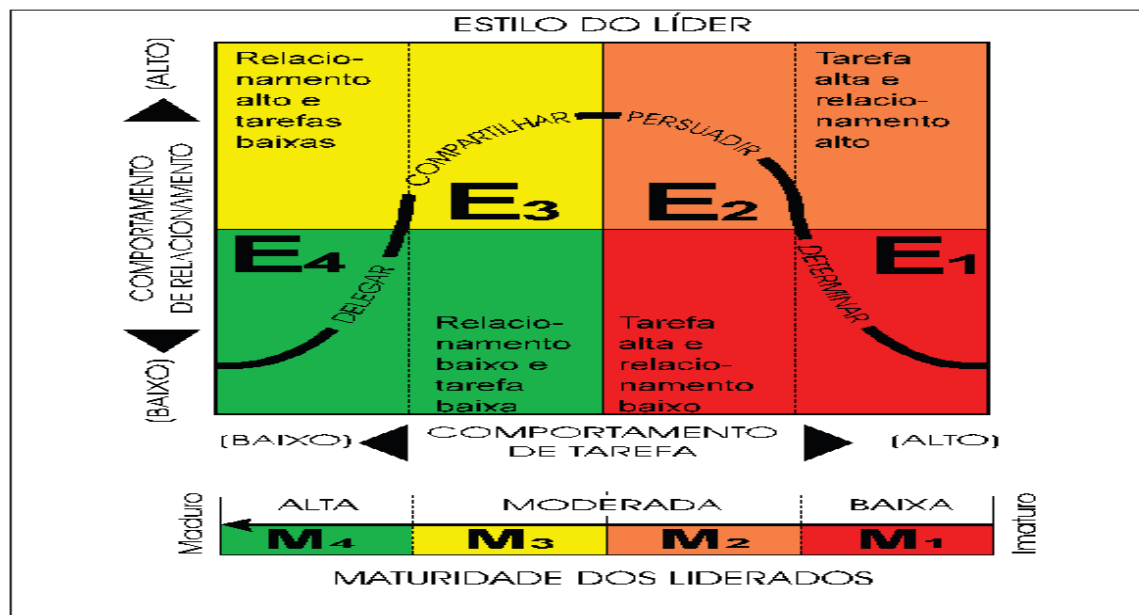 ESTILO DO LÍDER
(ALTO)
COMPORTAMENTO
DE RELACIONAMENTO
(BAIXO)
Relacio-
namento
alto e
tarefas
baixas
Tarefa
alta e
relacio-
namento
alto
COMPARTILHAR
PERSUADIR
E3
E2
E4
E1
DELEGAR
DETERMINAR
Relacio-
namento
baixo e
tarefa
baixa
Tarefa
alta e
relacio-
namento
baixo
(BAIXO)
COMPORTAMENTO
DE TAREFA
(ALTO)
Maduro
ALTA
MODERADA
BAIXA
Imaturo
M4
M3
M2
M1
MATURIDADE DOS LIDERADOS